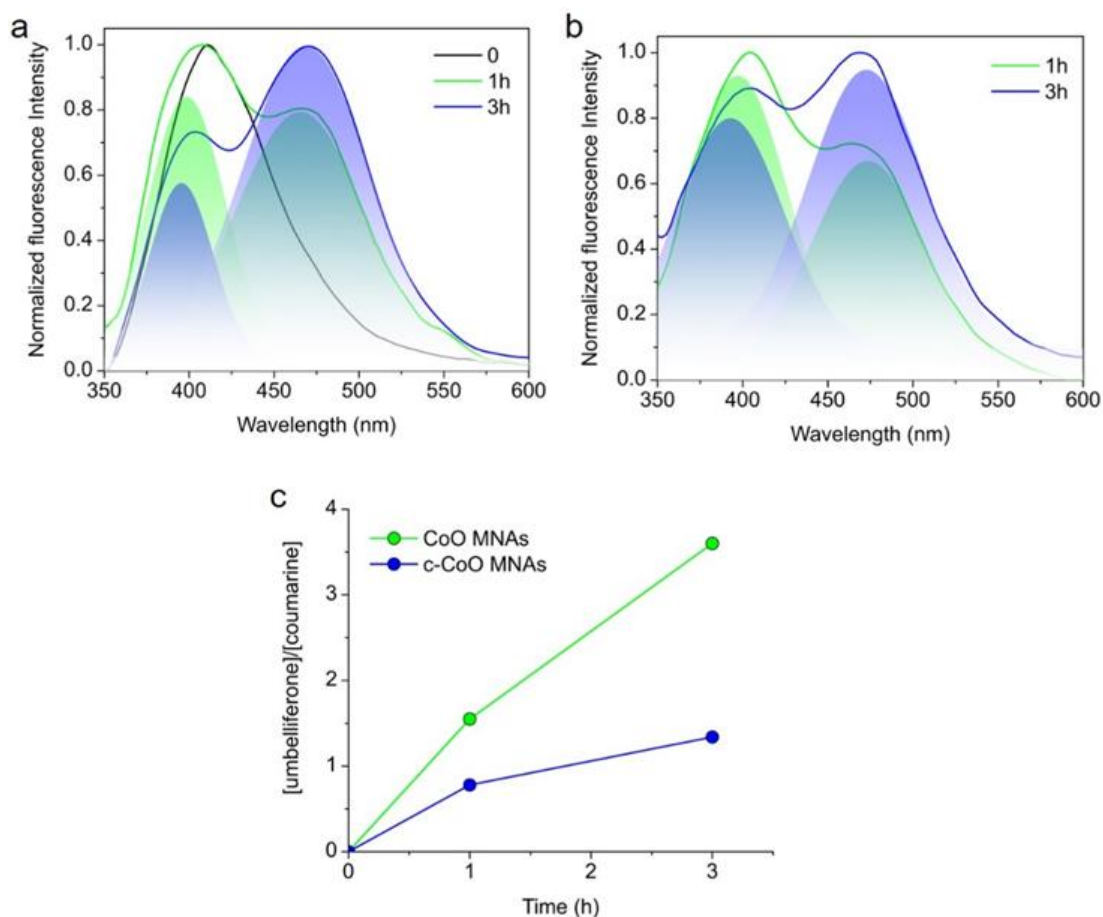 a
Normalized fluorescence Intensity
1.0
0.8
0.6
0.4
0.2
0.0
0
1h
3h
350 400 450 500 550 600
Wavelength (nm)
b
Normalized fluorescence Intensity
1.0
0.8
0.6
0.4
0.2
0.0
1h
3h
350 400 450 500 550 600
Wavelength (nm)
c
[umbelliferone]/[coumarine]
4
3
2
1
0
CoO MNAs
c-CoO MNAs
0 1 2 3
Time (h)